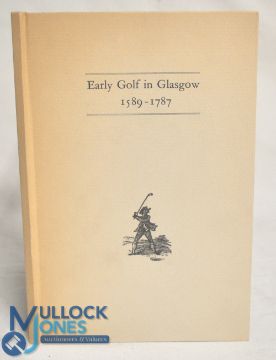 Early Golf in Glasgow
1589-1787
MULLOCK
JONES
Auctioneers & Valuers